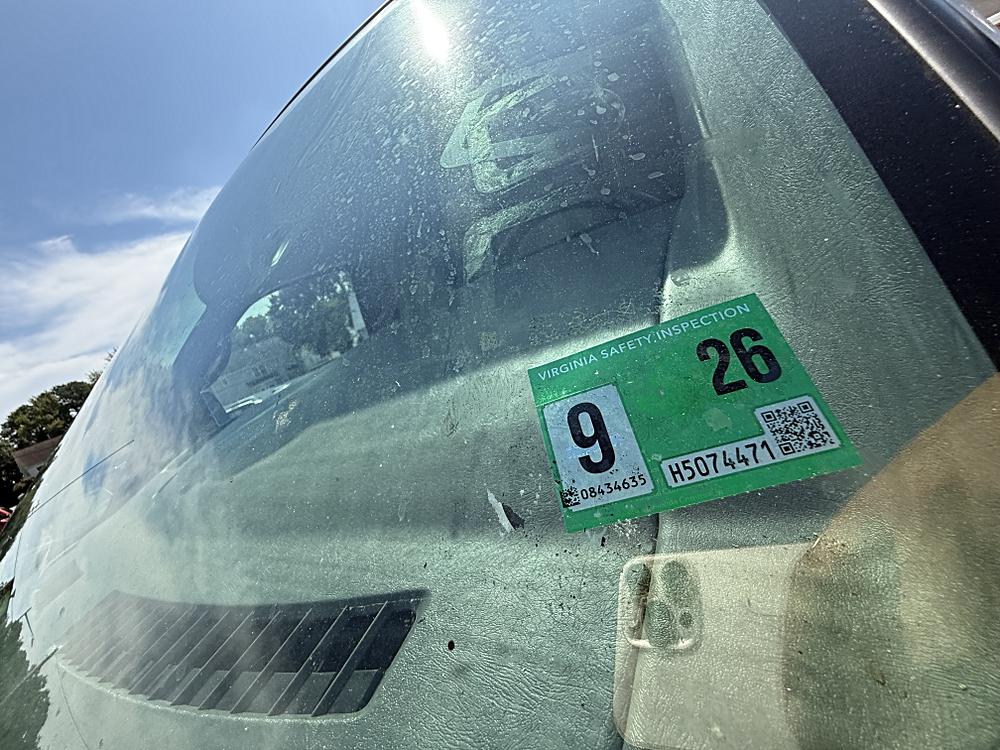 VIRGINIA SAFETY INSPECTION
26
9
H5074471
08434635